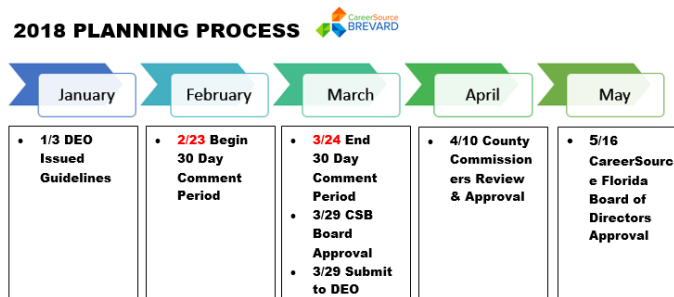 2018 PLANNING PROCESS
CareerSource
BREVARD
January
February
March
April
May
• 1/3 DEO
Issued
Guidelines
• 2/23 Begin
30 Day
Comment
Period
• 3/24 End
30 Day
Comment
Period
• 3/29 CSB
Board
Approval
• 3/29 Submit
to DEO
• 4/10 County
Commission
ers Review
& Approval
• 5/16
CareerSourc
e Florida
Board of
Directors
Approval